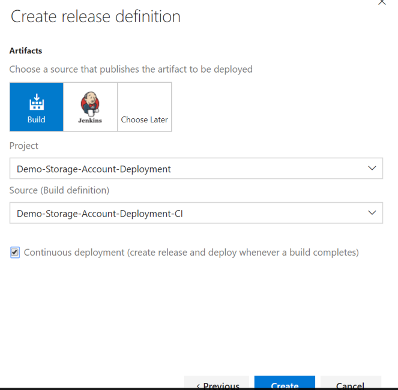 Create release definition
Artifacts
Choose a source that publishes the artifact to be deployed
Build
Jenkins
Choose Later
Project
Demo-Storage-Account-Deployment
Source (Build definition)
Demo-Storage-Account-Deployment-CI
Continuous deployment (create release and deploy whenever a build completes)
< Previous Create Cancel